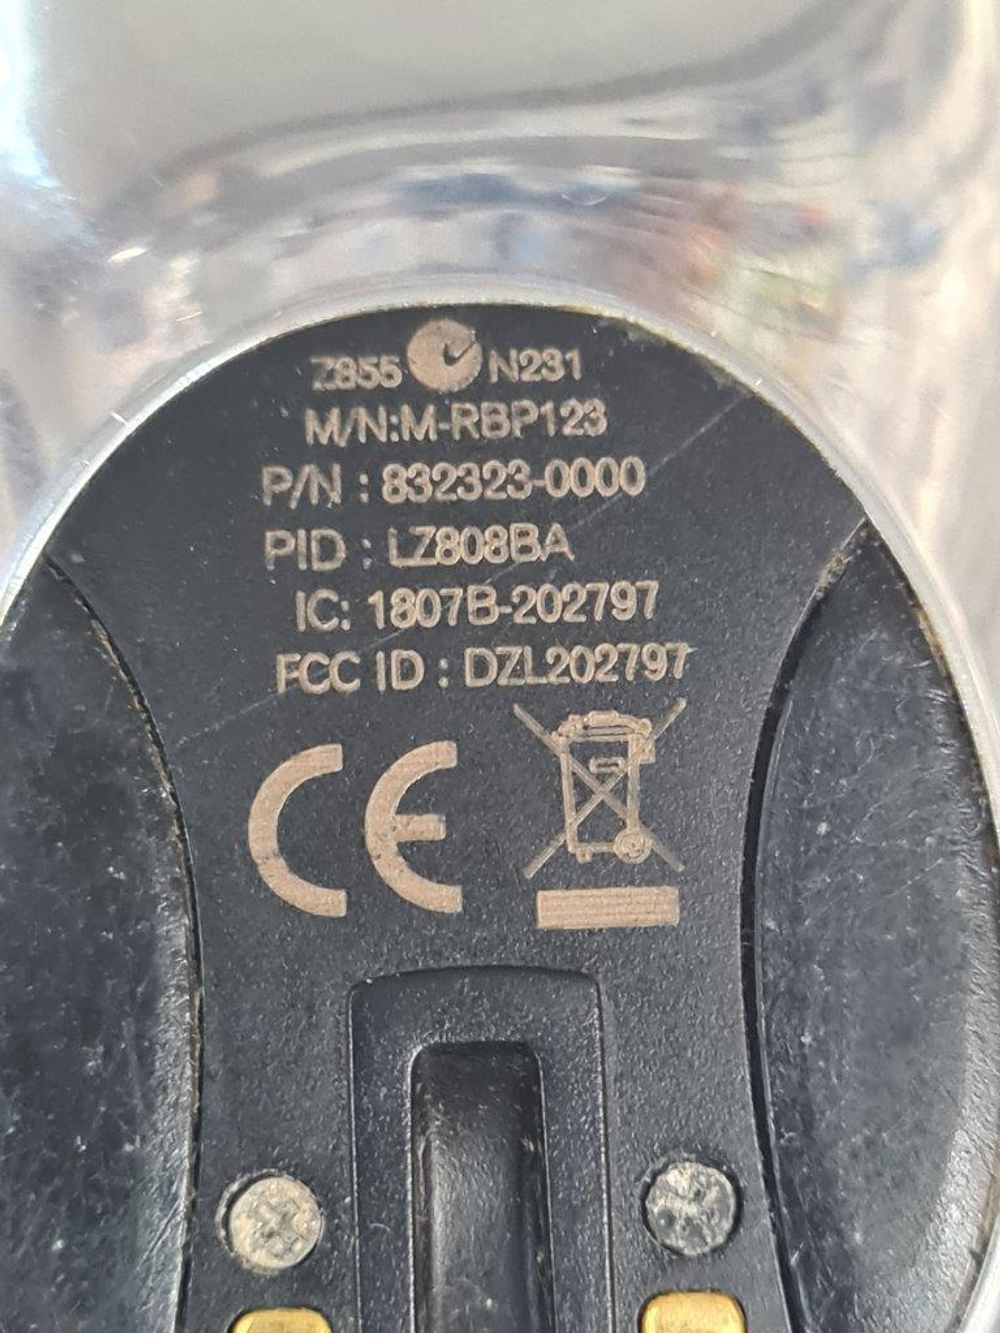 Z855 N231
M/N:M-RBP123
P/N : 832323-0000
PID : LZ808BA
IC: 1807B-202797
FCC ID : DZL202797
CE